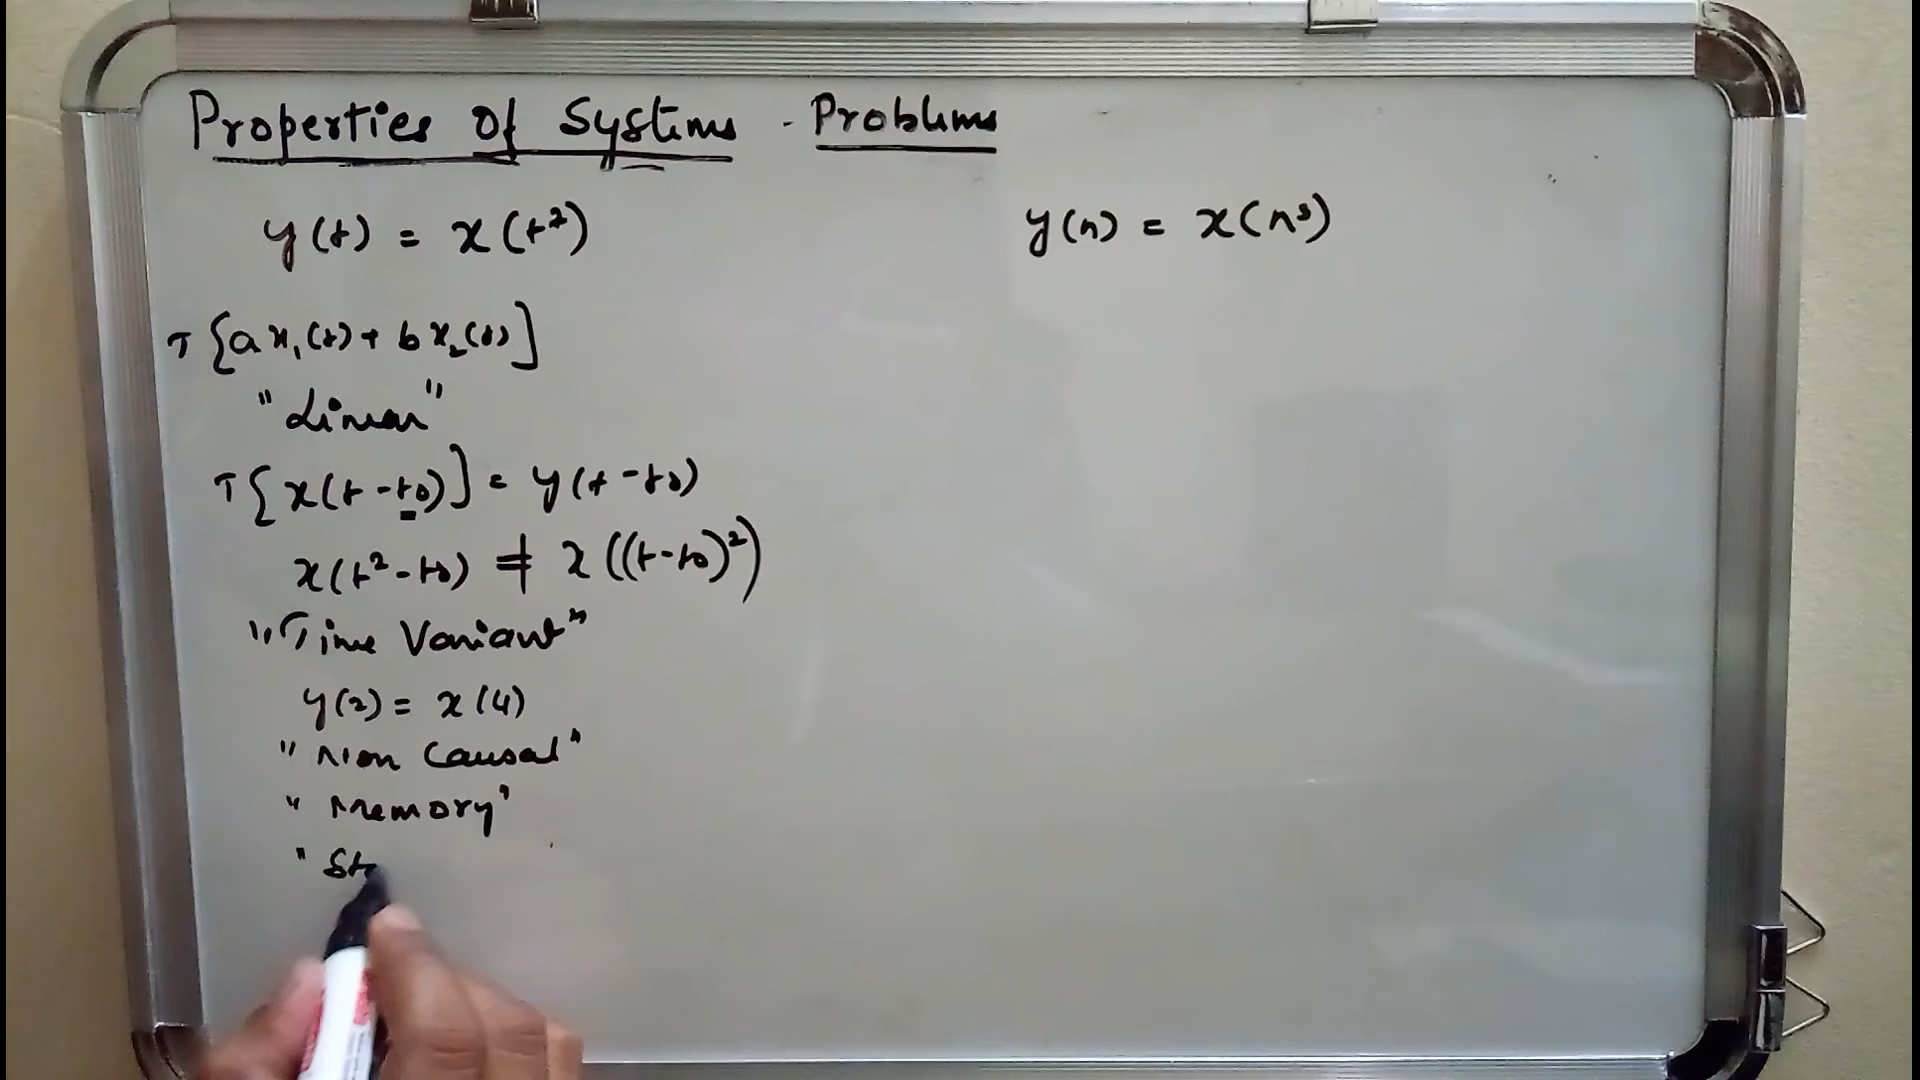 Properties of Systems - Problems
y(t) = x(t²)
T{ax₁(t) + bx₂(t)]
"Linear"
T{x(t-t0)] = y(t-t0)
x(t²-t0) ≠ x((t-t0)²)
"Time Variant"
y(2) = x(4)
"Non Causal"
"Memory"
"Sta
y(n) = x(n³)